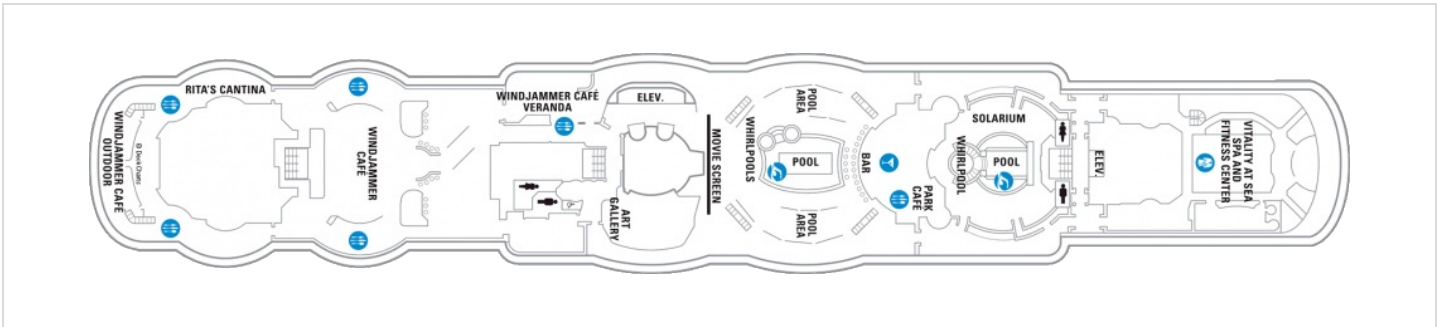 RITA'S CANTINA
WINDJAMMER CAFÉ
OUTDOOR
© DeckChairs
WINDJAMMER
CAFÉ
WINDJAMMER CAFÉ
VERANDA
ELEV.
ART
GALLERY
MOVIE SCREEN
WHIRLPOOLS
POOL
AREA
POOL
POOL
AREA
BAR
PARK
CAFÉ
SOLARIUM
WHIRLPOOL
POOL
ELEV.
VITALITY AT SEA
SPA AND
FITNESS CENTER